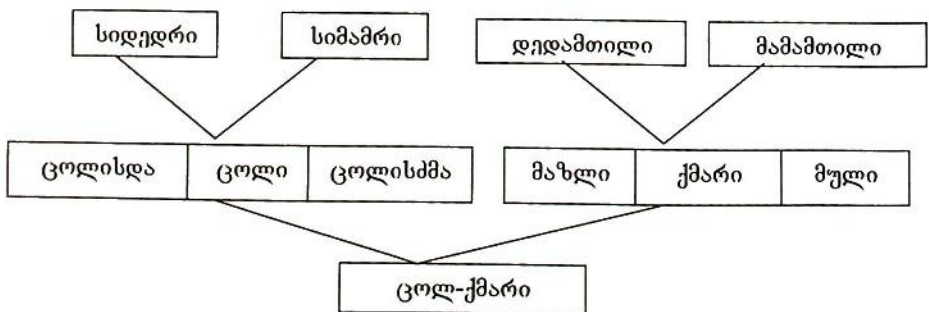 სიდედრი სიმამრი დედამთილი მამამთილი
ცოლისდა ცოლი ცოლისძმა მაზლი ქმარი მული
ცოლ-ქმარი